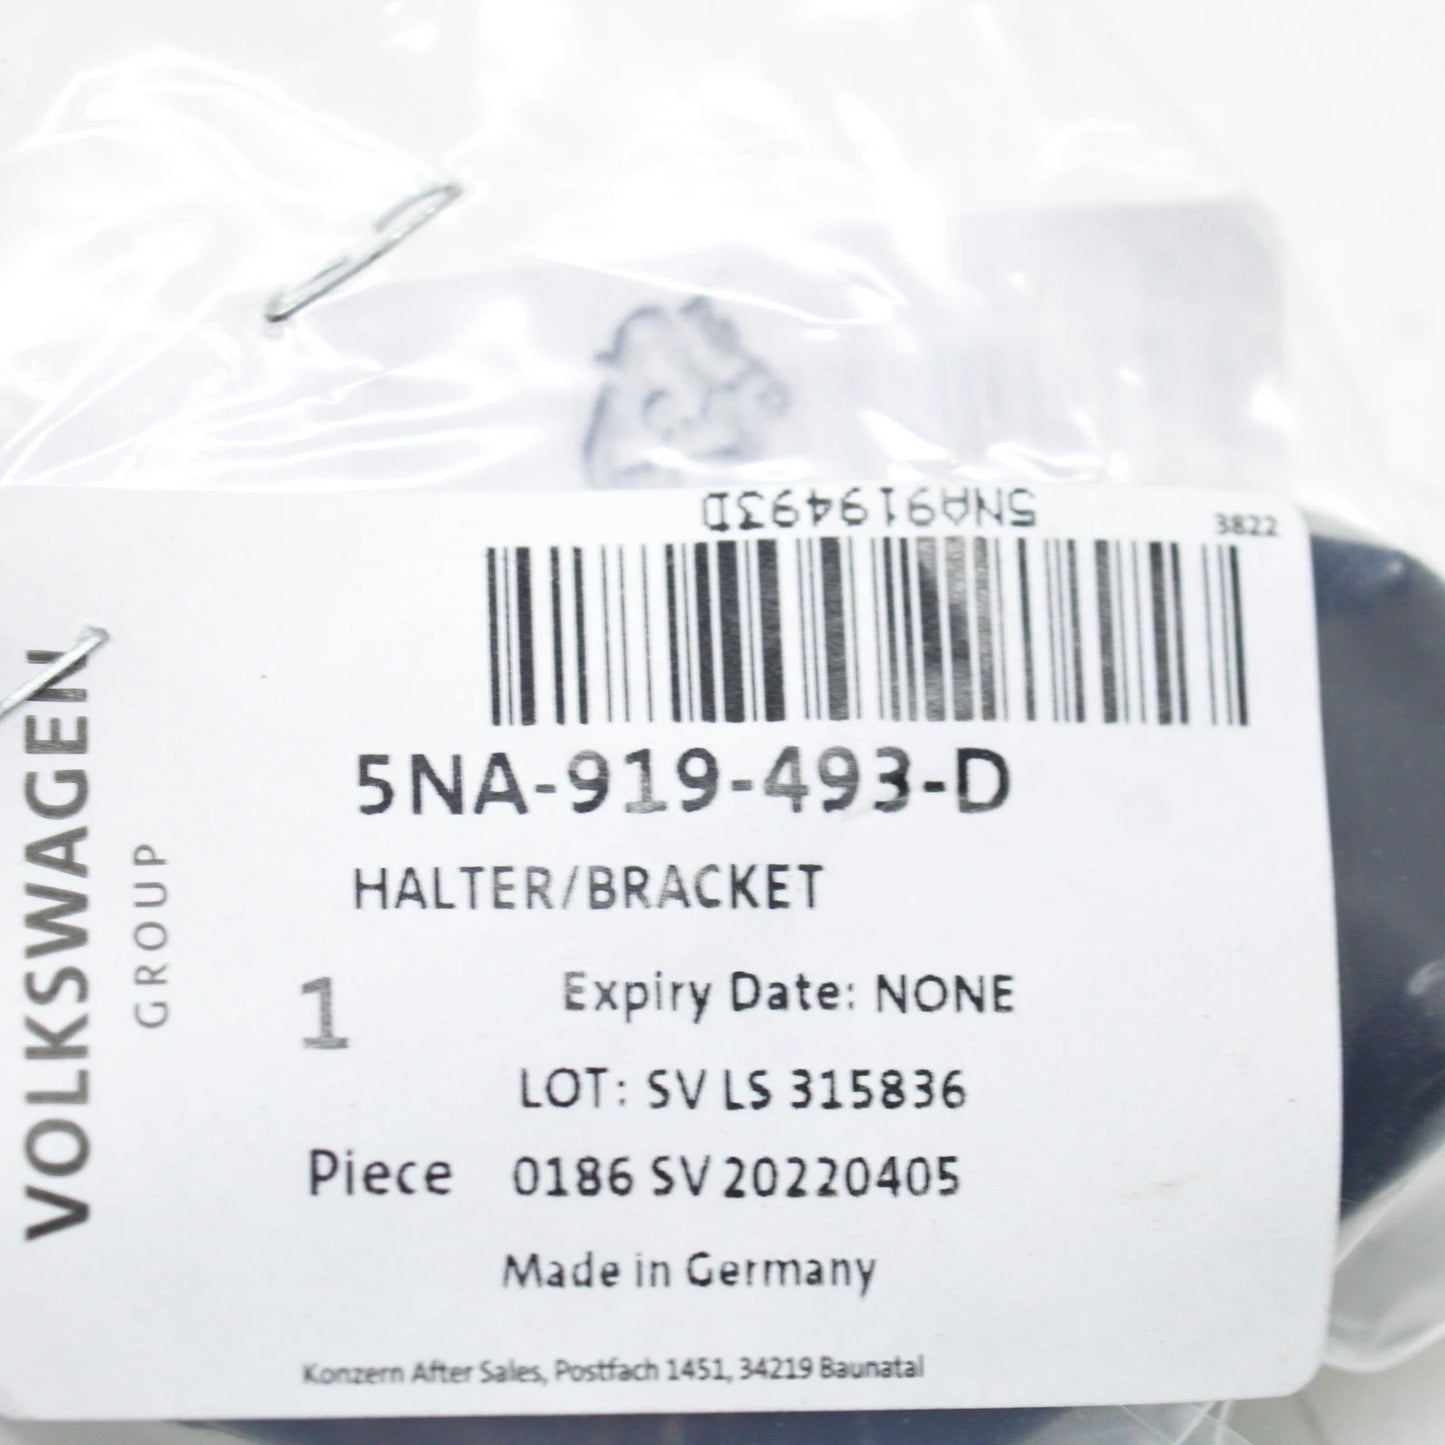 5NA919493D
3822
5NA-919-493-D
HALTER/BRACKET
1
Expiry Date: NONE
LOT: SV LS 315836
Piece 0186 SV 20220405
Made in Germany
Konzern After Sales, Postfach 1451, 34219 Baunatal
VOLKSWAGEN
GROUP